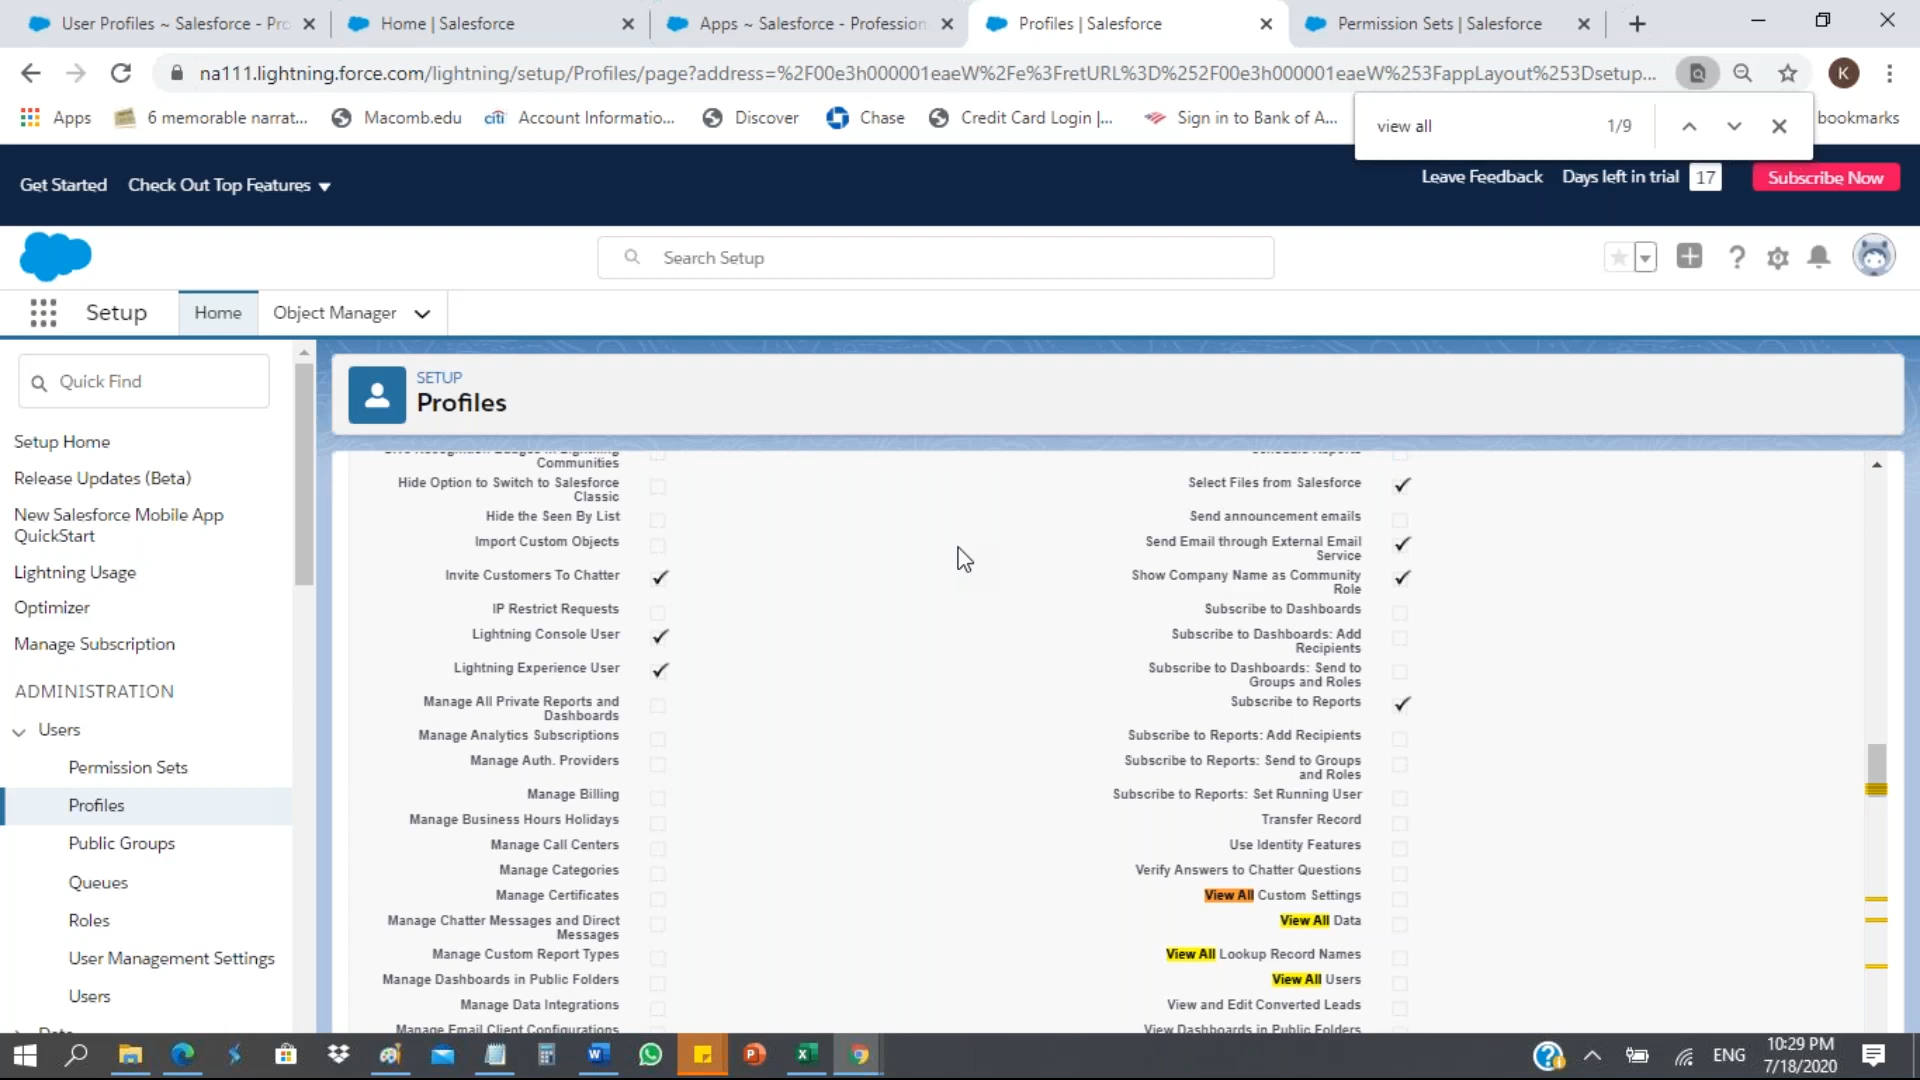 User Profiles ~ Salesforce - Pro
Home | Salesforce
Apps ~ Salesforce - Profession
Profiles | Salesforce
Permission Sets | Salesforce
na111.lightning.force.com/lightning/setup/Profiles/page?address=%2F00e3h000001eaeW%2Fe%3FretURL%3D%252F00e3h000001eaeW%253FappLayout%253Dsetup...
K
Apps
6 memorable narrat...
Macomb.edu
citi Account Informatio...
Discover
Chase
Credit Card Login |...
Sign in to Bank of A...
bookmarks
view all
1/9
Get Started
Check Out Top Features
Leave Feedback
Days left in trial 17
Subscribe Now
Search Setup
Setup
Home
Object Manager
Quick Find
Setup Home
Release Updates (Beta)
New Salesforce Mobile App
QuickStart
Lightning Usage
Optimizer
Manage Subscription
ADMINISTRATION
Users
Permission Sets
Profiles
Public Groups
Queues
Roles
User Management Settings
Users
SETUP
Profiles
Communities
Hide Option to Switch to Salesforce
Classic
Hide the Seen By List
Import Custom Objects
Invite Customers To Chatter
IP Restrict Requests
Lightning Console User
Lightning Experience User
Manage All Private Reports and
Dashboards
Manage Analytics Subscriptions
Manage Auth. Providers
Manage Billing
Manage Business Hours Holidays
Manage Call Centers
Manage Categories
Manage Certificates
Manage Chatter Messages and Direct
Messages
Manage Custom Report Types
Manage Dashboards in Public Folders
Manage Data Integrations
Manage Email Client Configurations
Select Files from Salesforce
Send announcement emails
Send Email through External Email
Service
Show Company Name as Community
Role
Subscribe to Dashboards
Subscribe to Dashboards: Add
Recipients
Subscribe to Dashboards: Send to
Groups and Roles
Subscribe to Reports
Subscribe to Reports: Add Recipients
Subscribe to Reports: Send to Groups
and Roles
Subscribe to Reports: Set Running User
Transfer Record
Use Identity Features
Verify Answers to Chatter Questions
View All Custom Settings
View All Data
View All Lookup Record Names
View All Users
View and Edit Converted Leads
View Dashboards in Public Folders
ENG
10:29 PM
7/18/2020